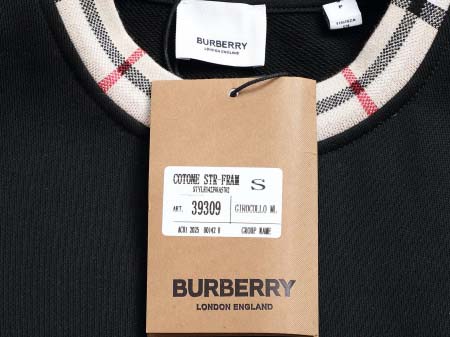 BURBERRY
LONDON ENGLAND
P
COTONE STR-FRAM S
ART. 39309 GIROCOLLO M.
GROUP NAME
BURBERRY
LONDON ENGLAND